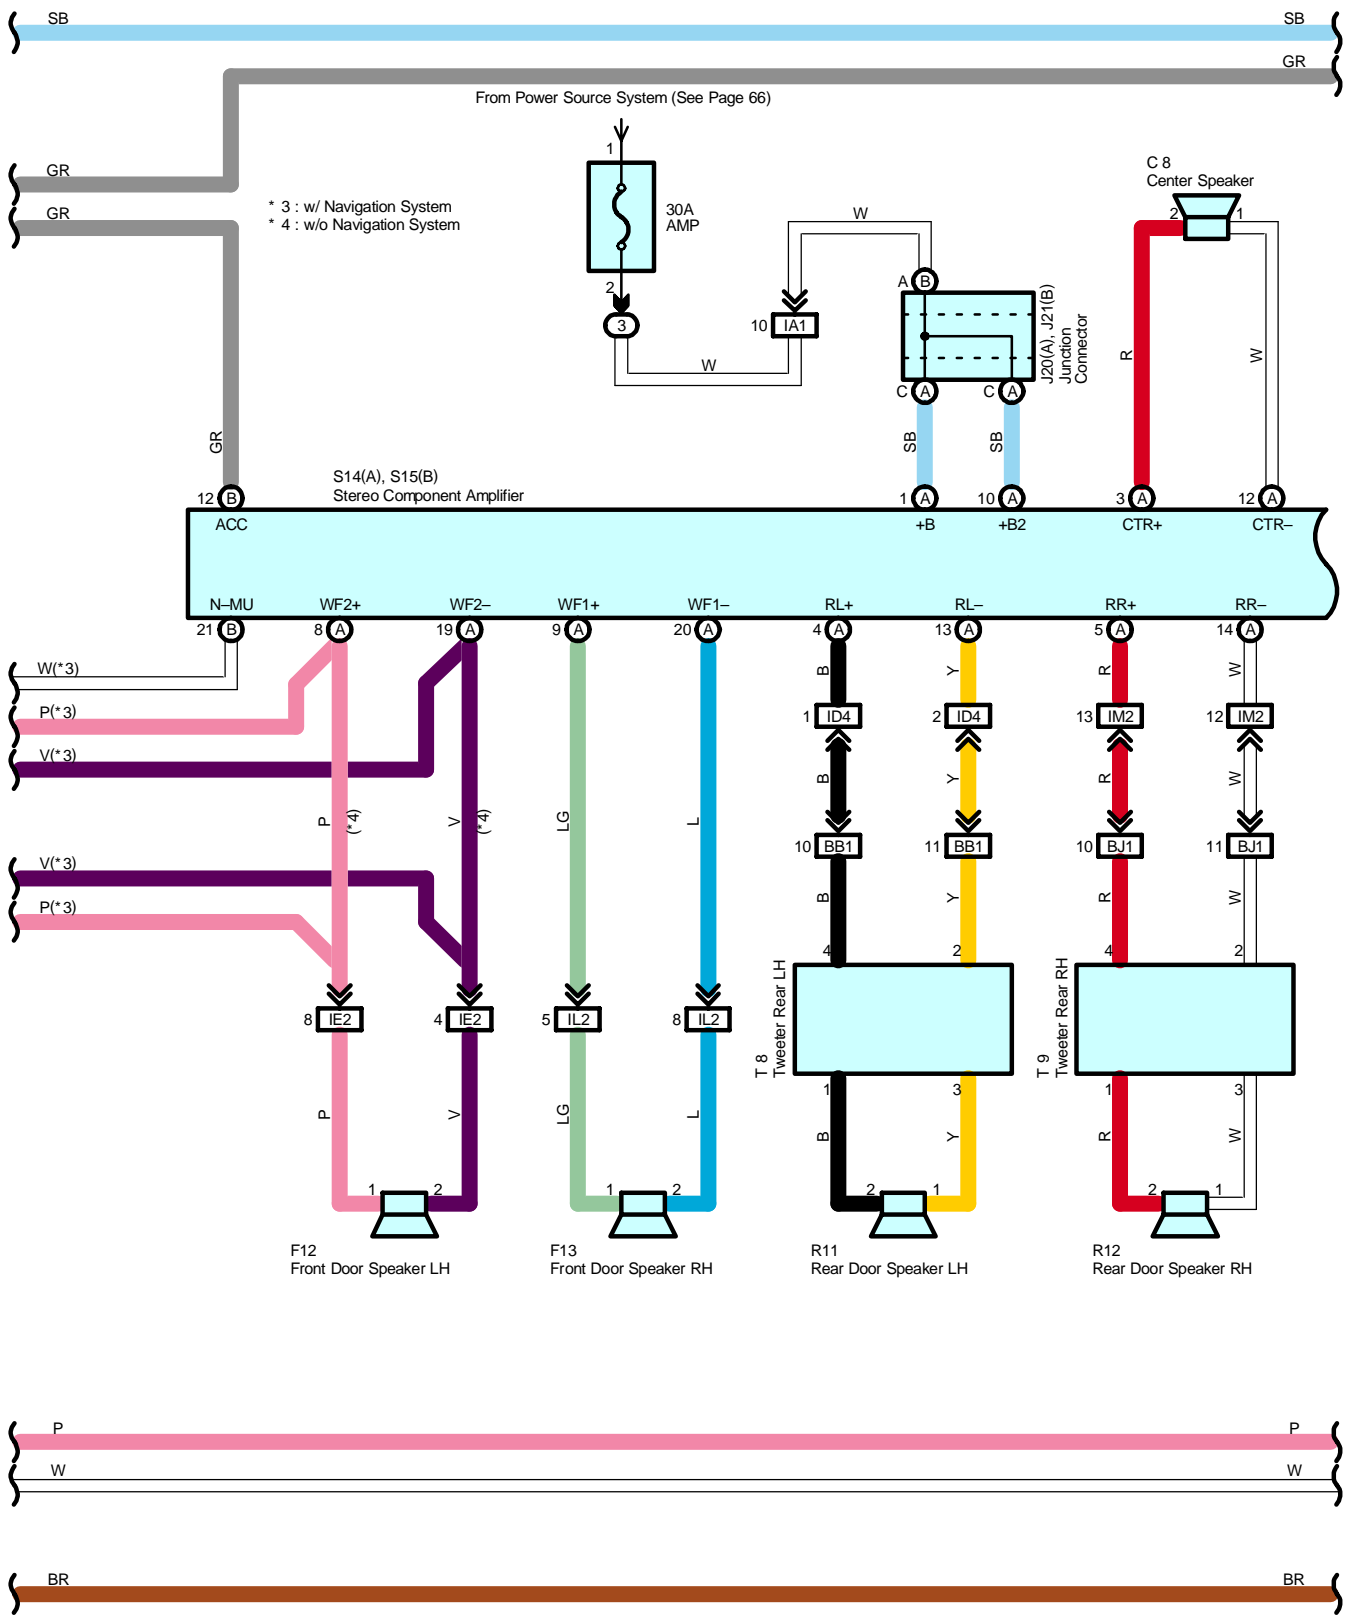 SB SB
GR
From Power Source System (See Page 66)
1
GR
C 8
Center Speaker
* 3 : w/ Navigation System
* 4 : w/o Navigation System
GR
30A
AMP
W
2 1
2
A B
3
10 IA1
J20(A), J21(B)
Junction
Connector
W
R
W
C A C A
GR
SB
SB
S14(A), S15(B)
Stereo Component Amplifier
12 B 1 A 10 A 3 A 12 A
ACC +B +B2 CTR+ CTR–
N–MU WF2+ WF2– WF1+ WF1– RL+ RL– RR+ RR–
21 B 8 A 19 A 9 A 20 A 4 A 13 A 5 A 14 A
W(*3)
B Y R W
P(*3)
1 ID4 2 ID4 13 IM2 12 IM2
V(*3)
B Y R W
P (*4) V (*4) LG L
10 BB1 11 BB1 10 BJ1 11 BJ1
V(*3)
B Y R W
P(*3)
4 2 4 2
8 IE2 4 IE2 5 IL2 8 IL2
T 8
Tweeter Rear LH
T 9
Tweeter Rear RH
1 3 1 3
P V LG L B Y R W
1 2 1 2 2 1 2 1
F12
Front Door Speaker LH
F13
Front Door Speaker RH
R11
Rear Door Speaker LH
R12
Rear Door Speaker RH
P P
W W
BR BR